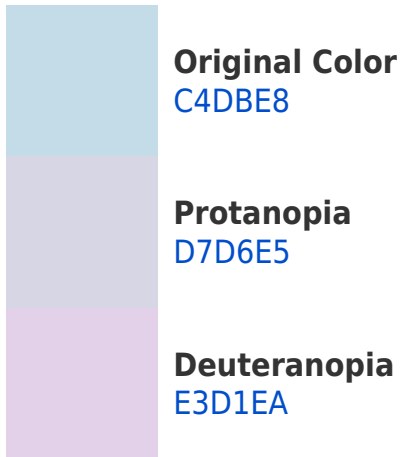 Original Color
C4DBE8
Protanopia
D7D6E5
Deuteranopia
E3D1EA